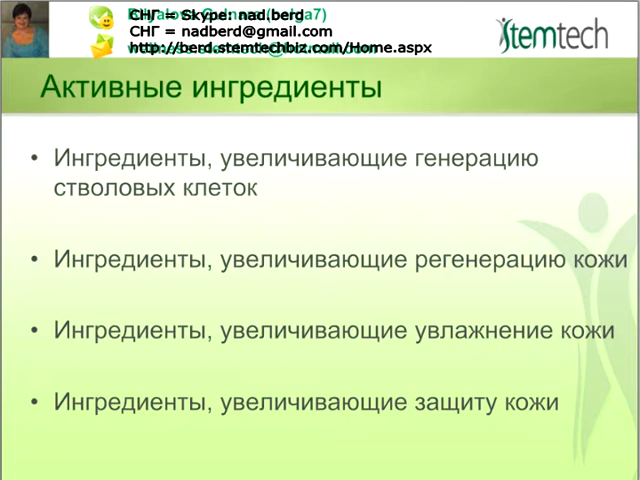 СНГ = Skype: nad.berg
СНГ = nadberd@gmail.com
http://berd.stemtechbiz.com/Home.aspx
Stemtech
Активные ингредиенты
• Ингредиенты, увеличивающие генерацию
стволовых клеток
• Ингредиенты, увеличивающие регенерацию кожи
• Ингредиенты, увеличивающие увлажнение кожи
• Ингредиенты, увеличивающие защиту кожи